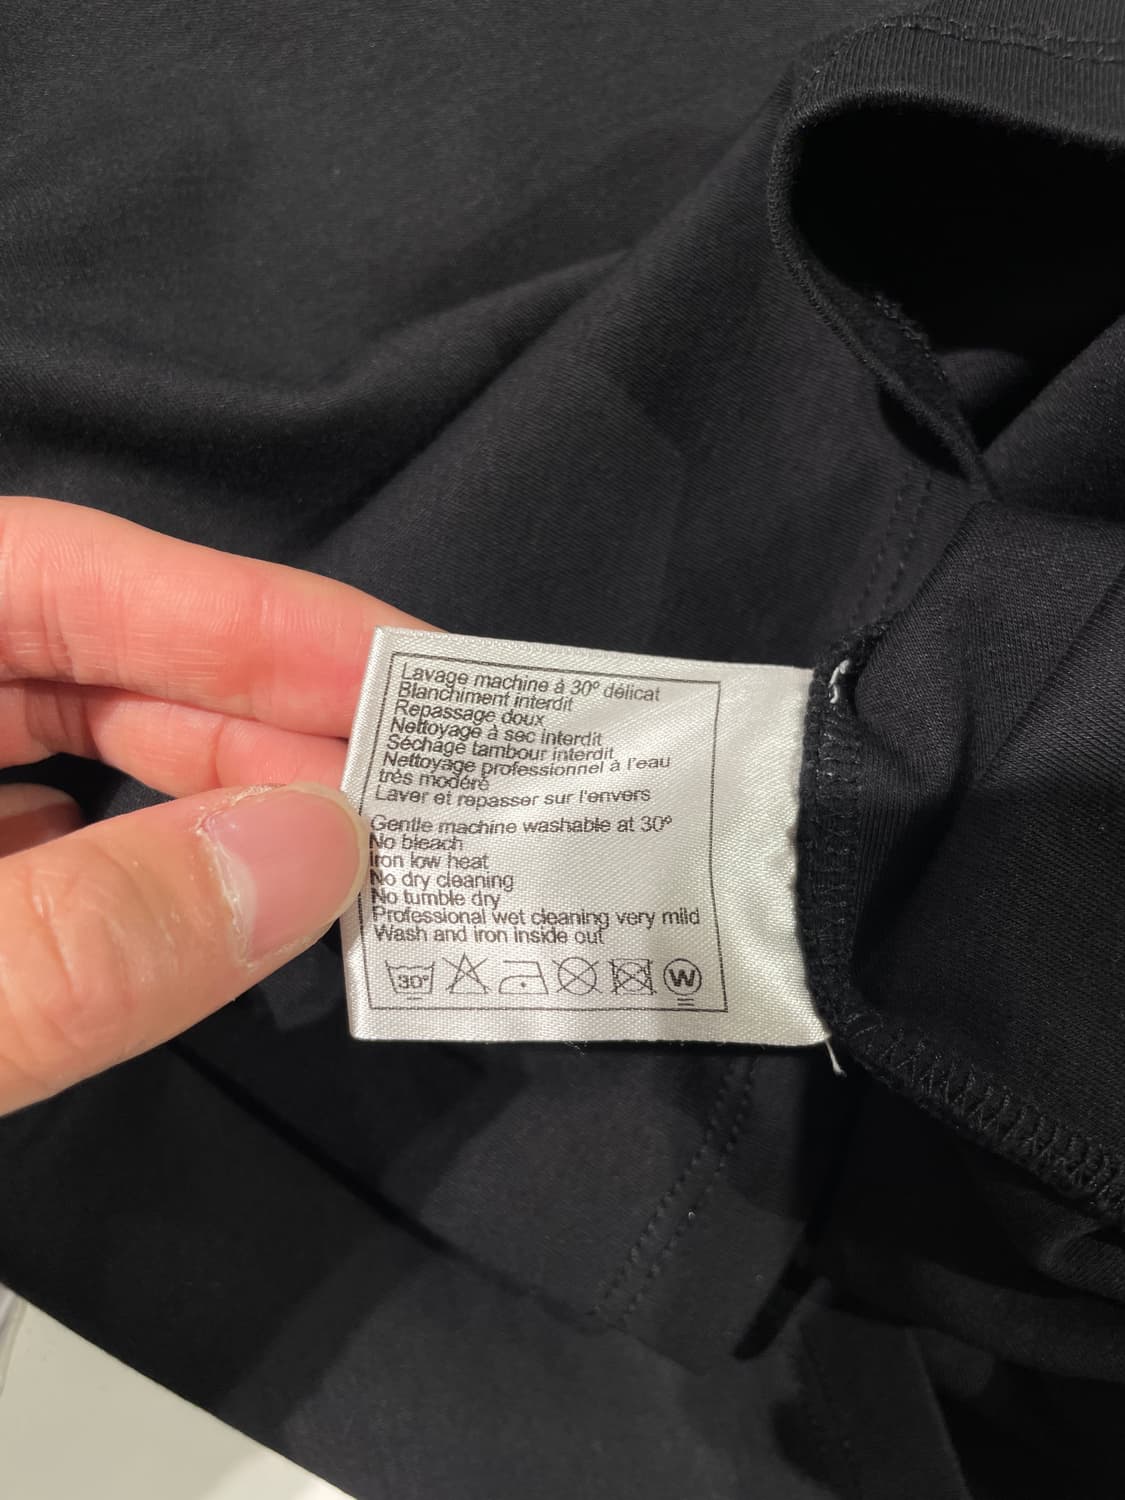 Lavage machine à 30º délicat
Blanchiment interdit
Repassage doux
Nettoyage à sec interdit
Séchage tambour interdit
Nettoyage professionnel à l'eau
très modéré
Laver et repasser sur l'envers
Gentle machine washable at 30º
No bleach
Iron low heat
No dry cleaning
No tumble dry
Professional wet cleaning very mild
Wash and iron inside out
30° W